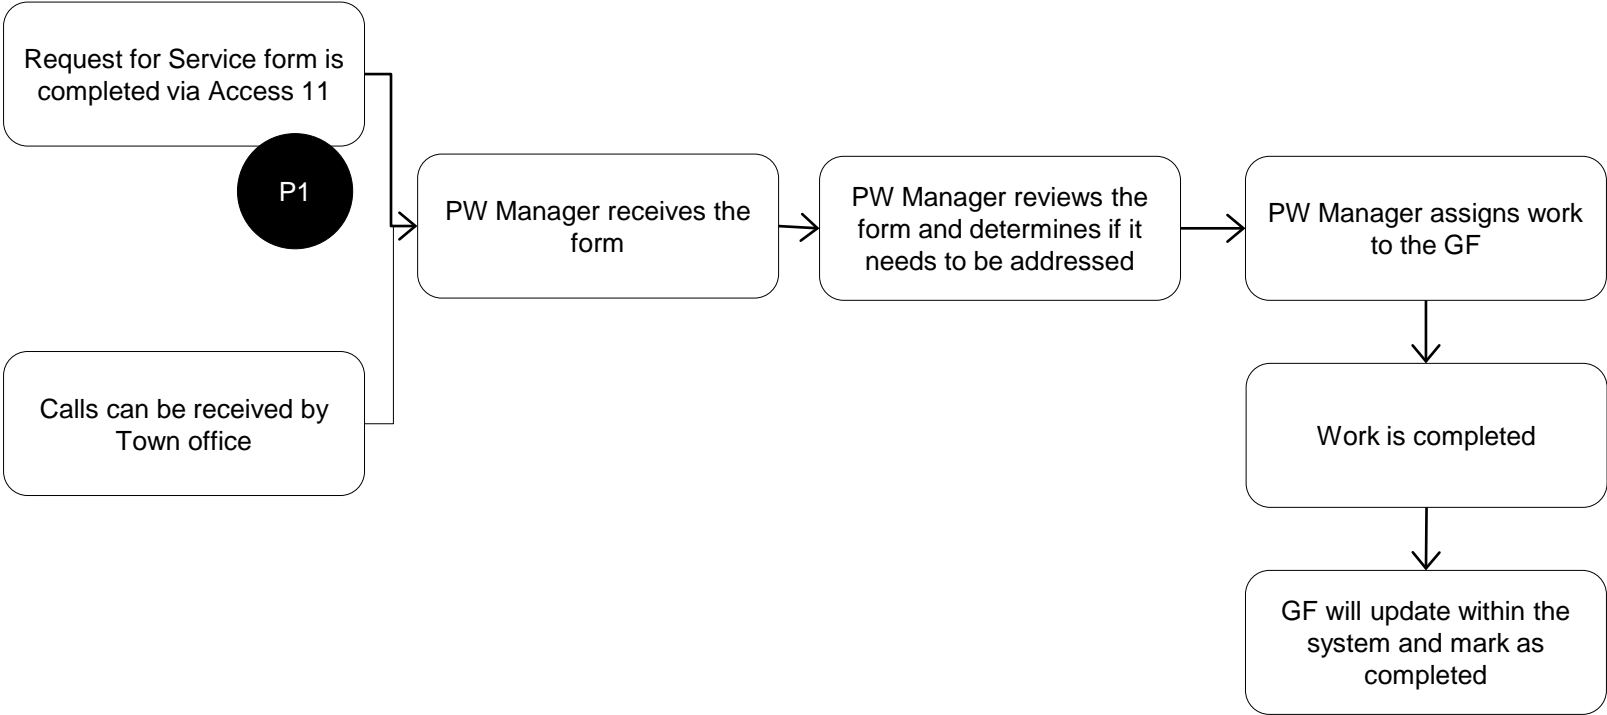 Request for Service form is
completed via Access 11
P1
PW Manager receives the
form
PW Manager reviews the
form and determines if it
needs to be addressed
PW Manager assigns work
to the GF
Calls can be received by
Town office
Work is completed
GF will update within the
system and mark as
completed